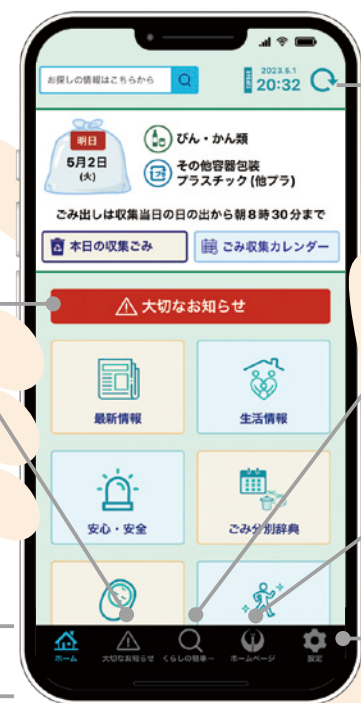 お探しの情報はこちらから
2023.5.1
20:32
明日
5月2日
(火)
びん・かん類
その他容器包装
プラスチック(他プラ)
ごみ出しは収集当日の日の出から朝8時30分まで
本日の収集ごみ
ごみ収集カレンダー
大切なお知らせ
最新情報
生活情報
安心・安全
ごみ分別辞典
ホーム
大切なお知らせ
くらしの簡単…
ホームページ
設定